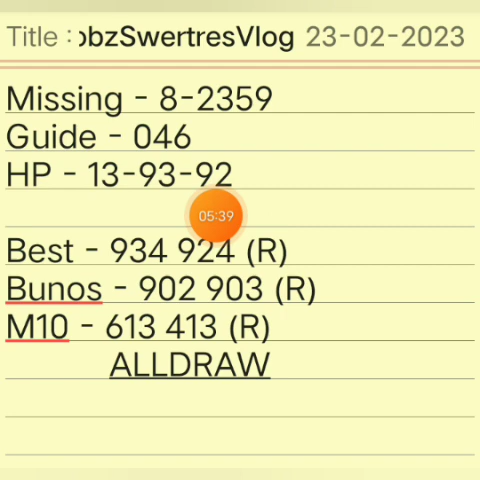 Title : obzSwertresVlog 23-02-2023
Missing - 8-2359
Guide - 046
HP - 13-93-92
05:39
Best - 934 924 (R)
Bunos - 902 903 (R)
M10 - 613 413 (R)
ALLDRAW